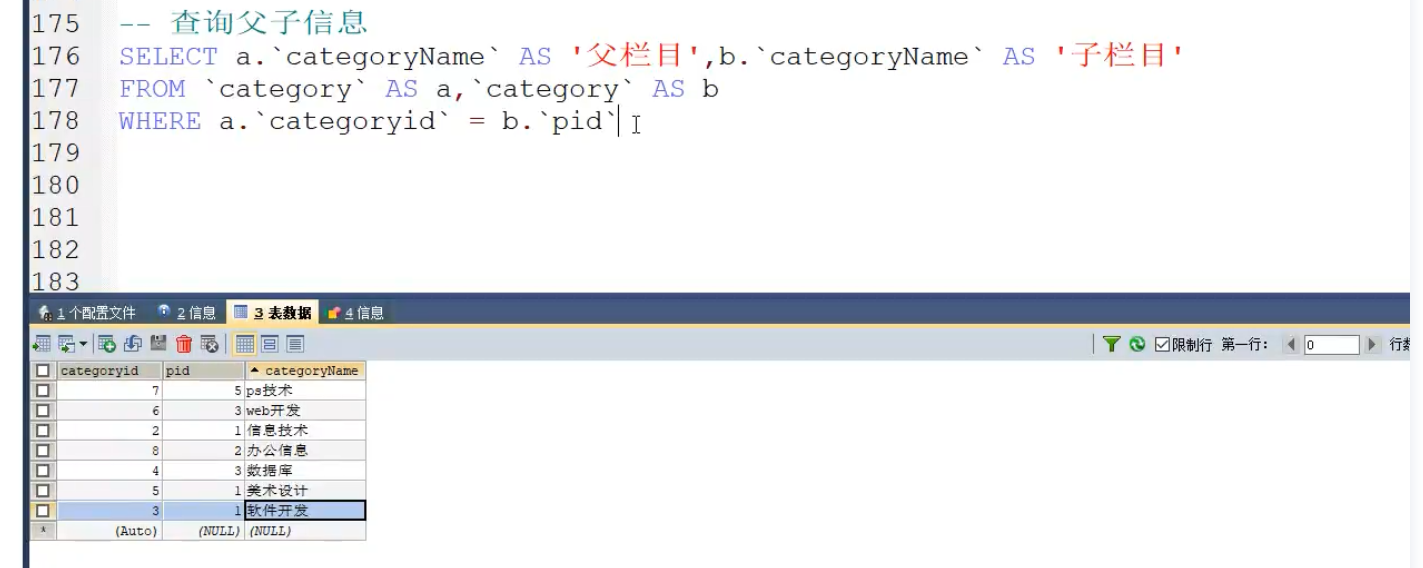 175 -- 查询父子信息
176 SELECT a.`categoryName` AS '父栏目',b.`categoryName` AS '子栏目'
177 FROM `category` AS a,`category` AS b
178 WHERE a.`categoryid` = b.`pid`
179
180
181
182
183
1 个配置文件 2 信息 3 表数据 4 信息
限制行 第一行: 0 行
categoryid pid categoryName
7 5 ps技术
6 3 web开发
2 1 信息技术
8 2 办公信息
4 3 数据库
5 1 美术设计
3 1 软件开发
* (Auto) (NULL) (NULL)